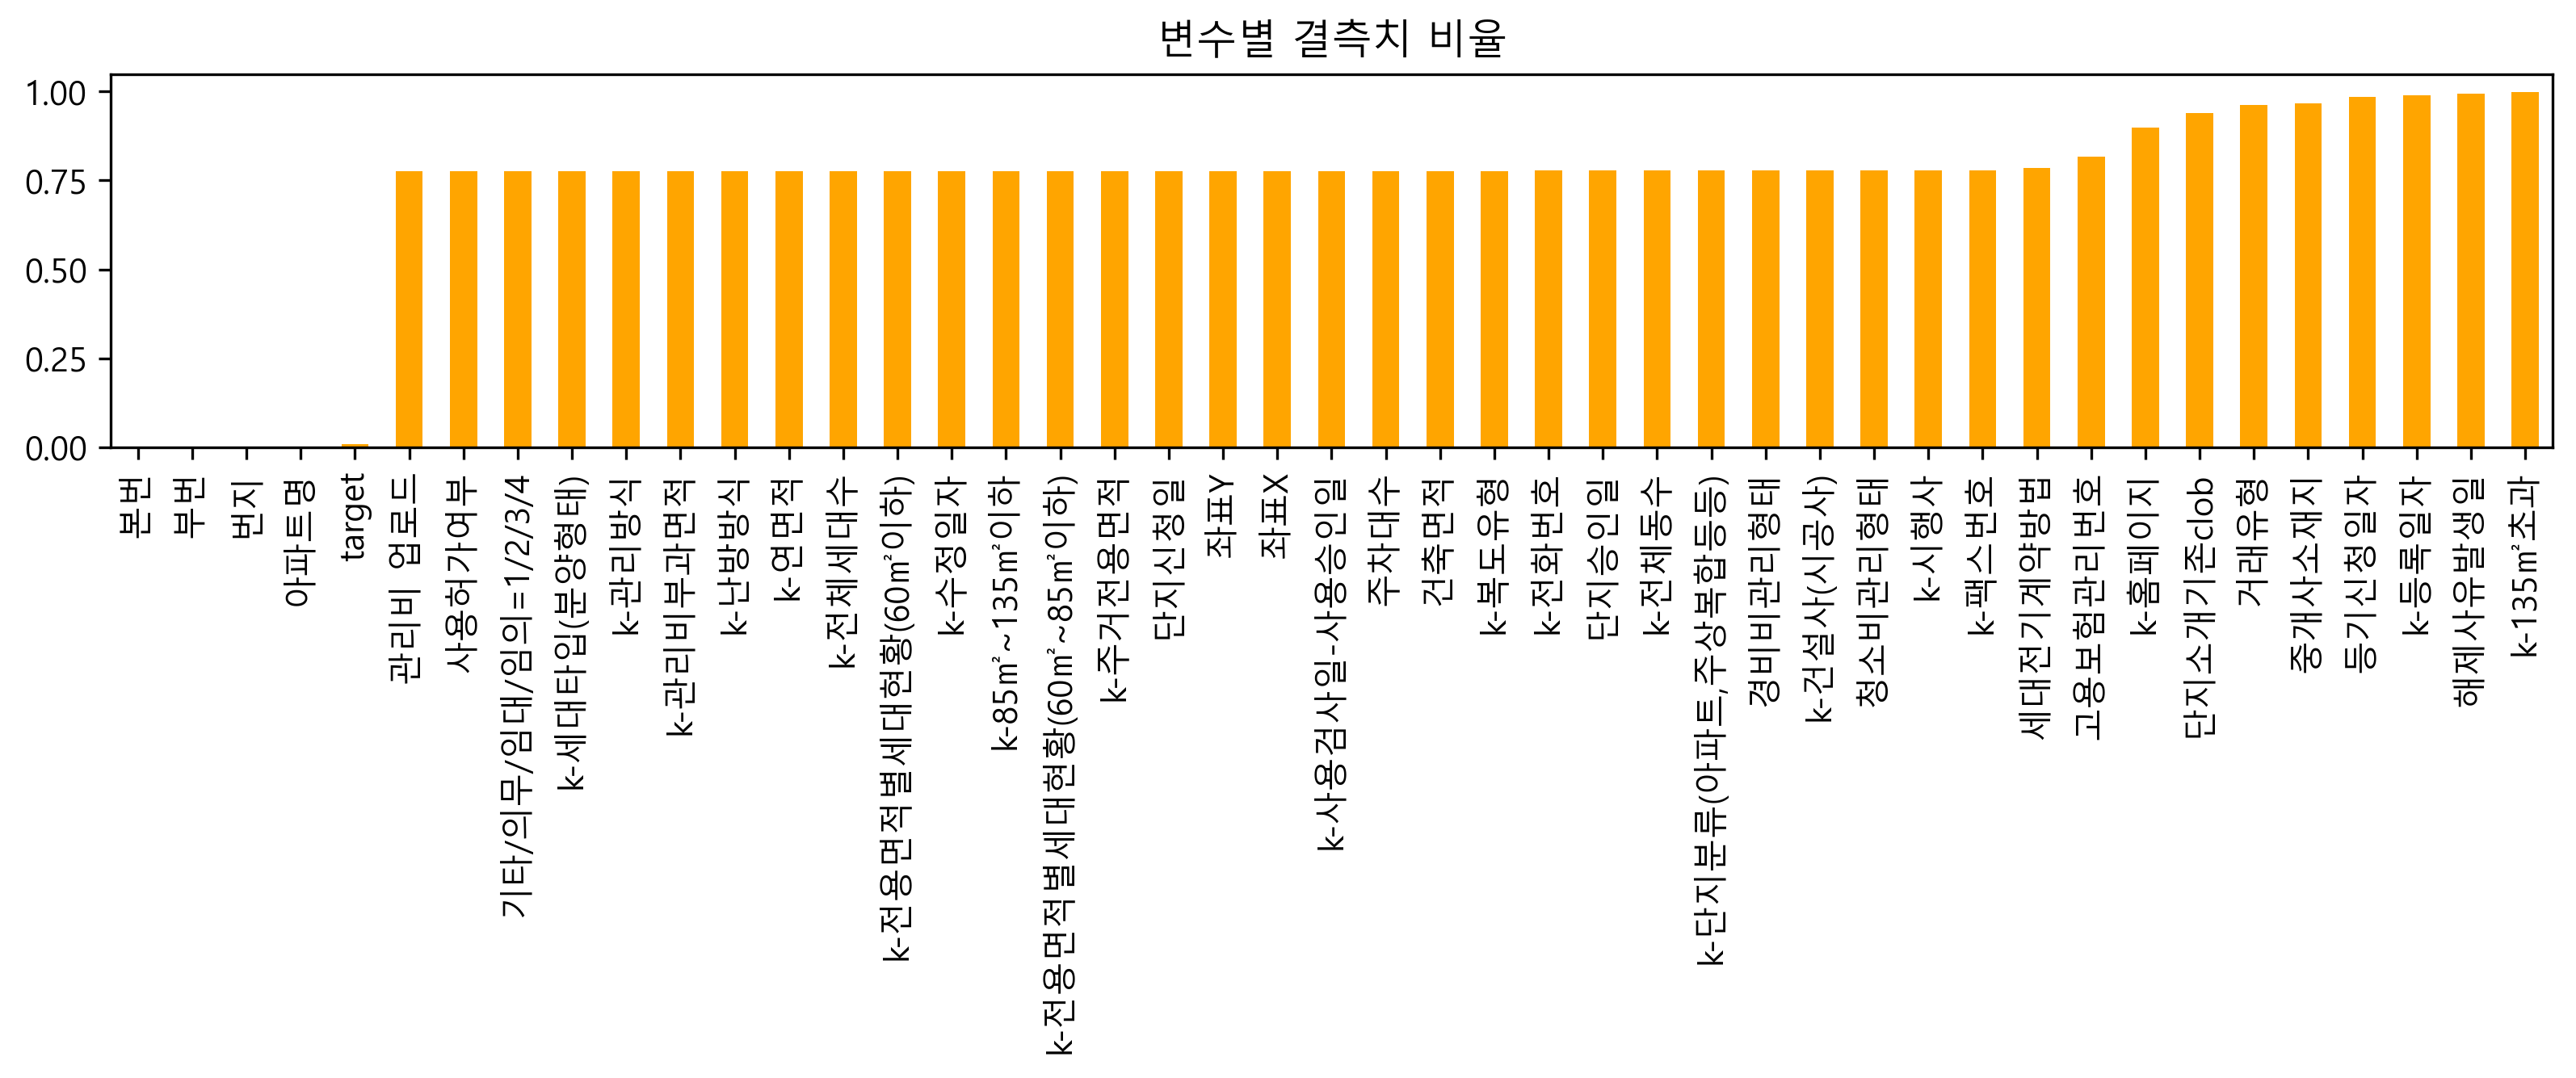 변수별 결측치 비율
1.00
0.75
0.50
0.25
0.00
본번
부번
번지
아파트명
target
관리비 업로드
사용허가여부
기타/의무/임대/임의=1/2/3/4
k-세대타입(분양형태)
k-관리방식
k-관리비부과면적
k-난방방식
k-연면적
k-전체세대수
k-전용면적별세대현황(60㎡이하)
k-수정일자
k-85㎡~135㎡이하
k-전용면적별세대현황(60㎡~85㎡이하)
k-주거전용면적
단지신청일
좌표Y
좌표X
k-사용검사일-사용승인일
주차대수
건축면적
k-복도유형
k-전화번호
단지승인일
k-전체동수
k-단지분류(아파트,주상복합등등)
경비비관리형태
k-건설사(시공사)
청소비관리형태
k-시행사
k-팩스번호
세대전기계약방법
고용보험관리번호
k-홈페이지
단지소개기존clob
거래유형
중개사소재지
등기신청일자
k-등록일자
해제사유발생일
k-135㎡초과